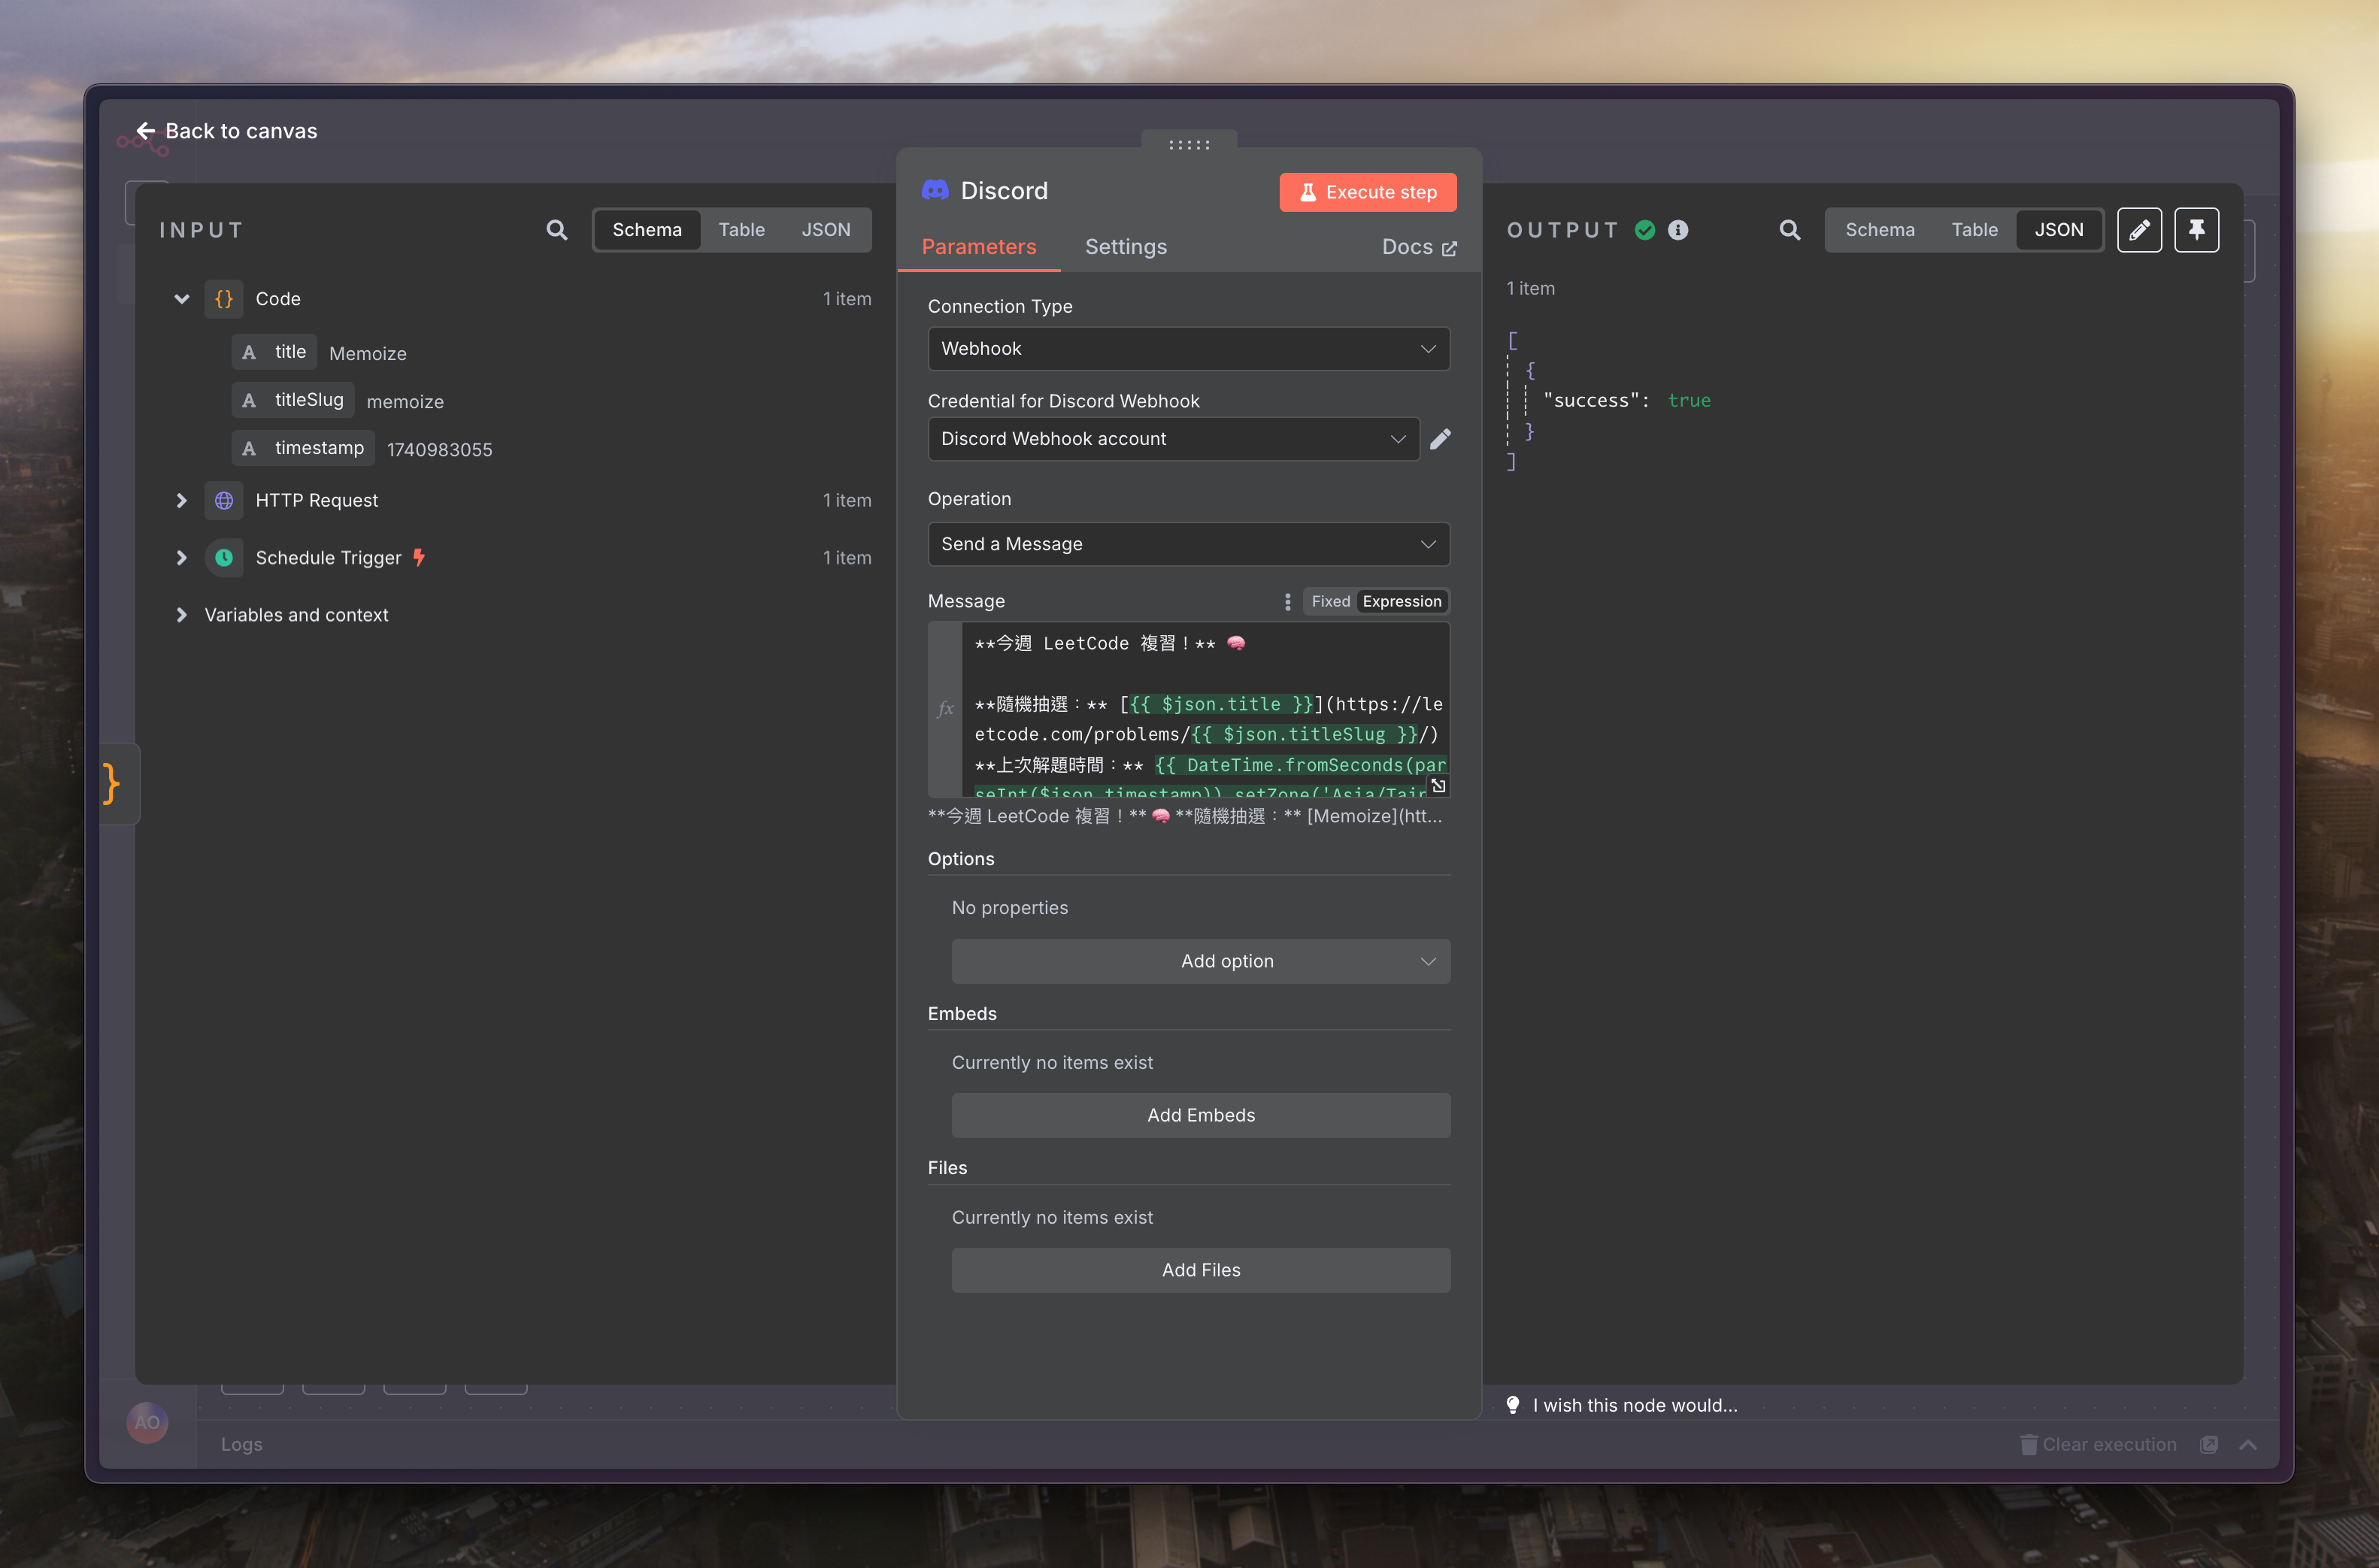 Back to canvas
INPUT
Schema Table JSON
Code 1 item
title Memoize
titleSlug memoize
timestamp 1740983055
HTTP Request 1 item
Schedule Trigger 1 item
Variables and context
Discord Execute step
Parameters Settings Docs
Connection Type
Webhook
Credential for Discord Webhook
Discord Webhook account
Operation
Send a Message
Message Fixed Expression
fx
**今週 LeetCode 複習！** 🧠
**隨機抽選：** [{{ $json.title }}](https://le
etcode.com/problems/{{ $json.titleSlug }}/)
**上次解題時間：** {{ DateTime.fromSeconds(par
seInt($json.timestamp)).setZone('Asia/Taip
**今週 LeetCode 複習！** 🧠 **隨機抽選：** [Memoize](htt...
Options
No properties
Add option
Embeds
Currently no items exist
Add Embeds
Files
Currently no items exist
Add Files
OUTPUT
Schema Table JSON
1 item
[
{
"success": true
}
]
I wish this node would...
}
AO
Logs
Clear execution